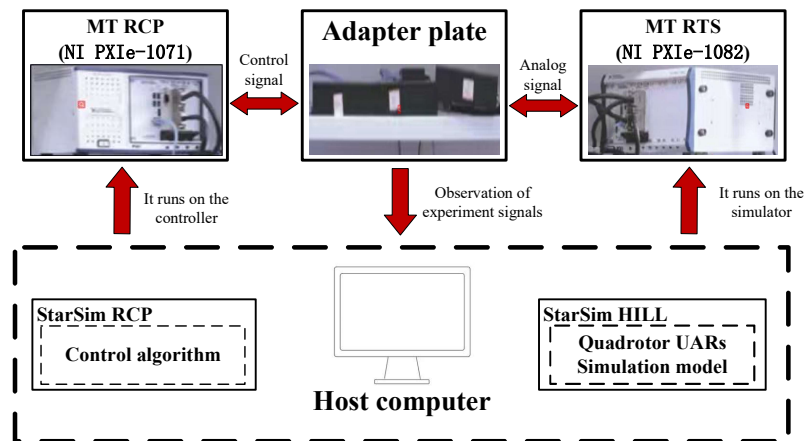 MT RCP
(NI PXIe-1071)
Control
signal
Adapter plate
Analog
signal
MT RTS
(NI PXIe-1082)
It runs on the
controller
Observation of
experiment signals
It runs on the
simulator
StarSim RCP
Control algorithm
Host computer
StarSim HILL
Quadrotor UARs
Simulation model